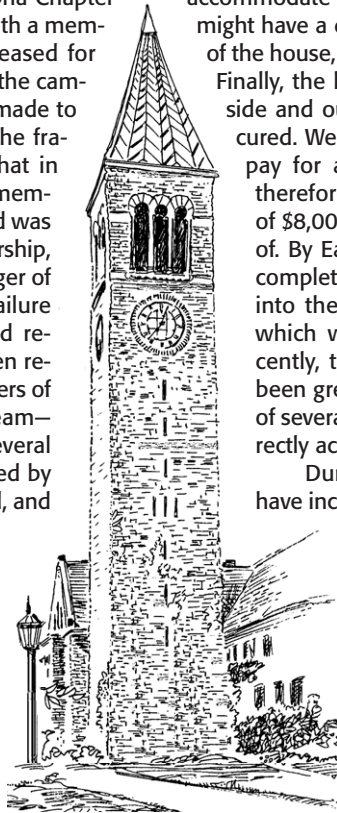 ona Chapter
th a mem-
eased for
the cam-
made to
he fra-
hat in
mem-
d was
rship,
ger of
ailure
d re-
en re-
ers of
eam—
everal
ed by
l, and
accommodate
might have a
of the house,
Finally, the
side and ou
cured. We
pay for a
therefor
of $8,00
of. By Ea
complet
into the
which w
cently, t
been gre
of severa
rectly ac
Dur
have inc